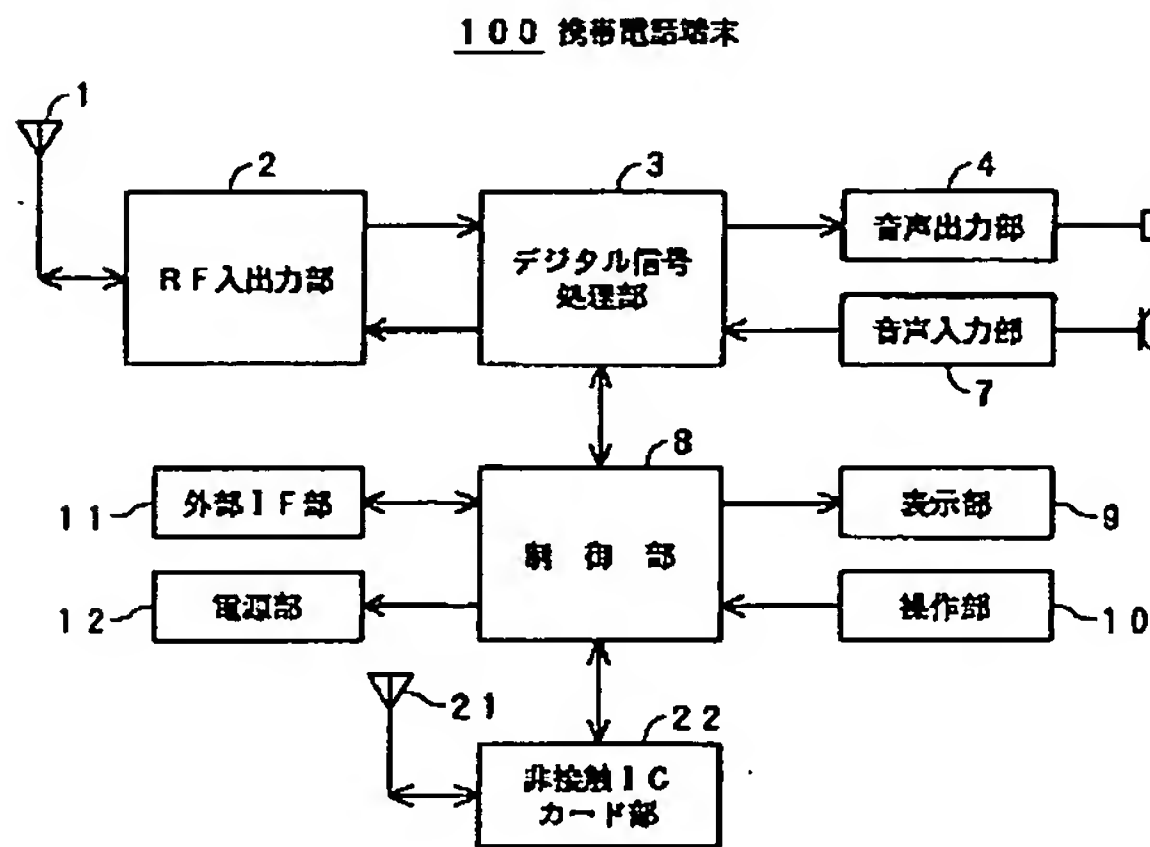 100 携帯電話端末
1
2
3
4
RF入出力部
デジタル信号
処理部
音声出力部
音声入力部
7
8
11
外部IF部
制御部
表示部
9
12
電源部
操作部
10
21
22
非接触IC
カード部